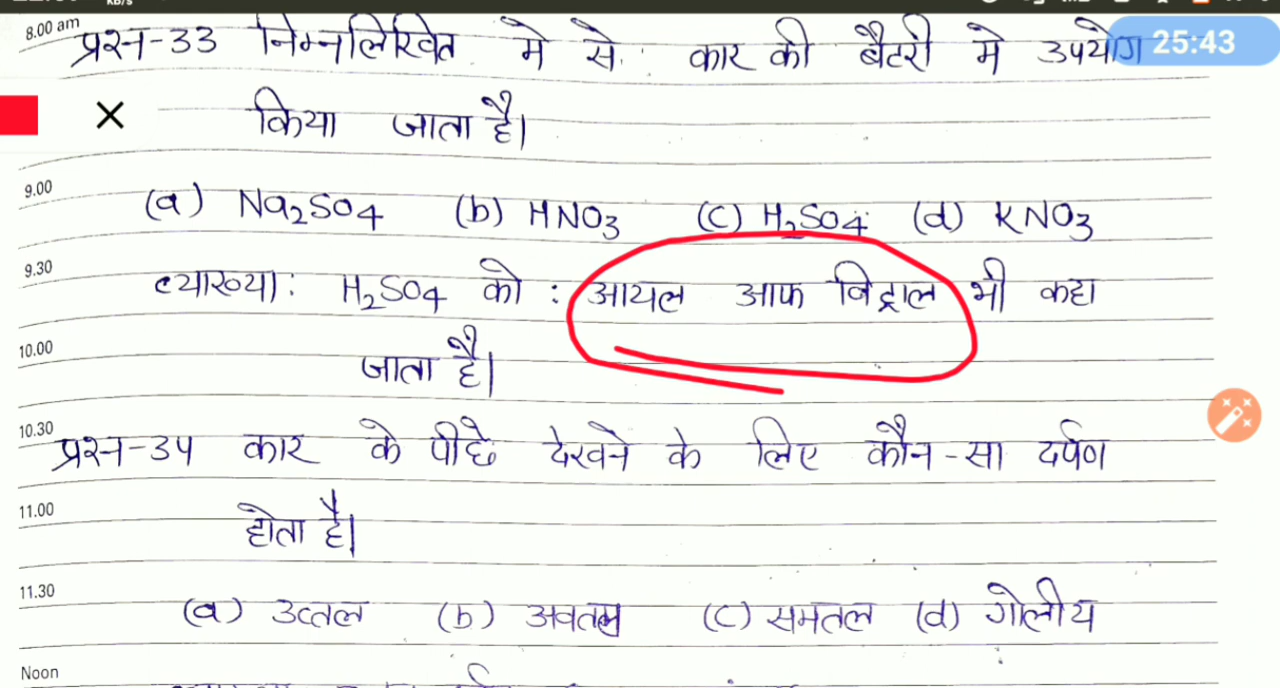 8.00 am
प्रश्न-33 निम्नलिखित मे से कार की बैटरी मे उपयोग 25:43
× किया जाता है।
9.00
(a) Na2SO4 (b) HNO3 (C) H2SO4 (d) KNO3
9.30
व्याख्या: H2SO4 को : आयल आफ विट्राल भी कहा
10.00
जाता है।
10.30
प्रश्न-34 कार के पीछे देखने के लिए कौन-सा दर्पण
11.00
होता है।
11.30
(a) उत्तल (b) अवतल (C) समतल (d) गोलीय
Noon